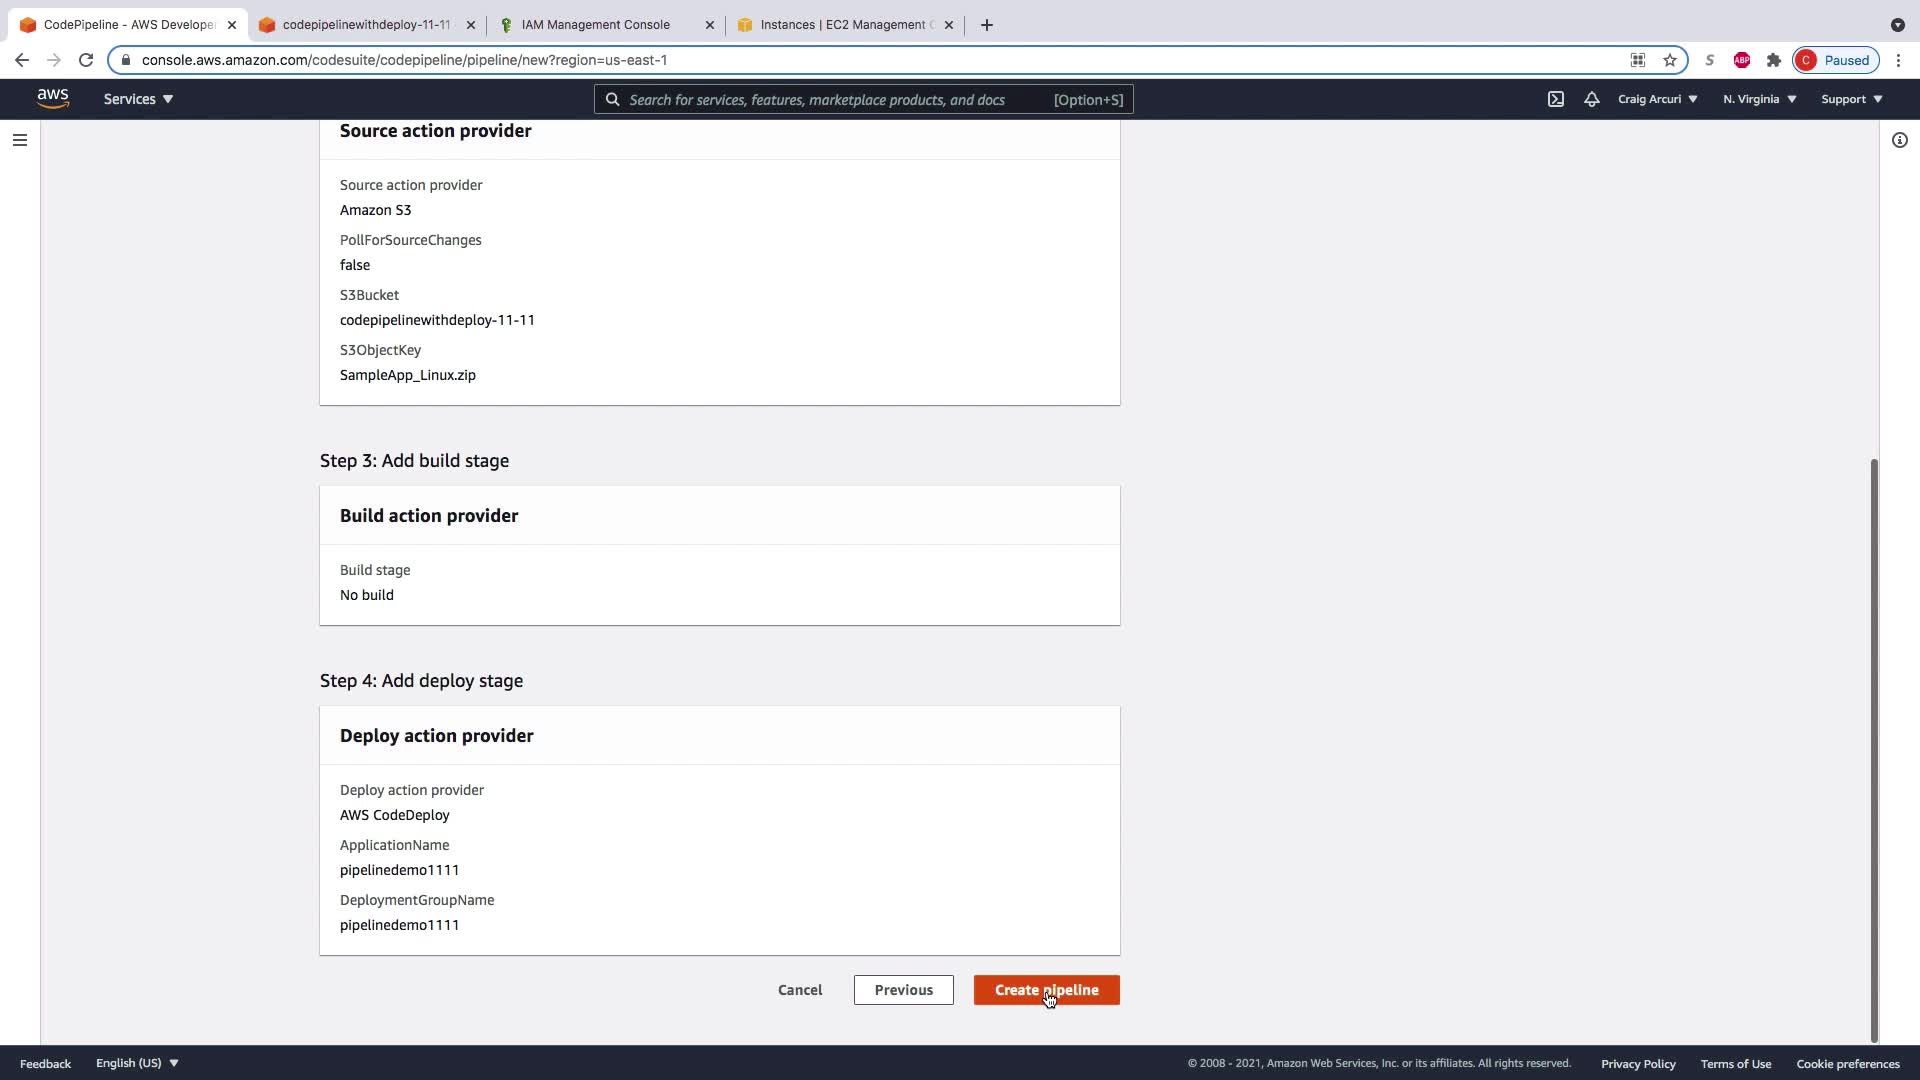 CodePipeline - AWS Developer
codepipelinewithdeploy-11-11
IAM Management Console
Instances | EC2 Management C
console.aws.amazon.com/codesuite/codepipeline/pipeline/new?region=us-east-1
S
ABP
C
Paused
aws
Services
Search for services, features, marketplace products, and docs
[Option+S]
Craig Arcuri
N. Virginia
Support
Source action provider
Source action provider
Amazon S3
PollForSourceChanges
false
S3Bucket
codepipelinewithdeploy-11-11
S3ObjectKey
SampleApp_Linux.zip
Step 3: Add build stage
Build action provider
Build stage
No build
Step 4: Add deploy stage
Deploy action provider
Deploy action provider
AWS CodeDeploy
ApplicationName
pipelinedemo1111
DeploymentGroupName
pipelinedemo1111
Cancel
Previous
Create pipeline
Feedback
English (US)
© 2008 - 2021, Amazon Web Services, Inc. or its affiliates. All rights reserved.
Privacy Policy
Terms of Use
Cookie preferences